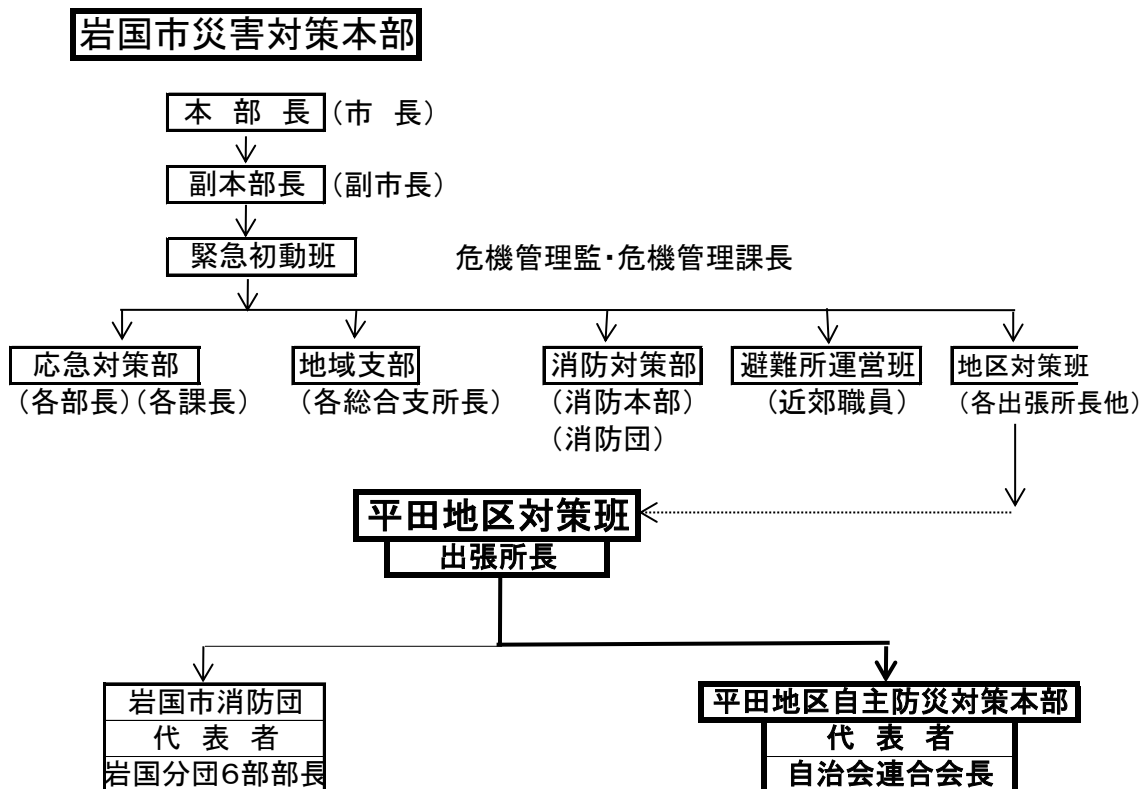 岩国市災害対策本部
本 部 長 (市 長)
副本部長 (副市長)
緊急初動班 危機管理監・危機管理課長
応急対策部 地域支部 消防対策部 避難所運営班 地区対策班
(各部長)(各課長) (各総合支所長) (消防本部) (近郊職員) (各出張所長他)
(消防団)
平田地区対策班
出張所長
岩国市消防団 平田地区自主防災対策本部
代 表 者 代 表 者
岩国分団6部部長 自治会連合会長